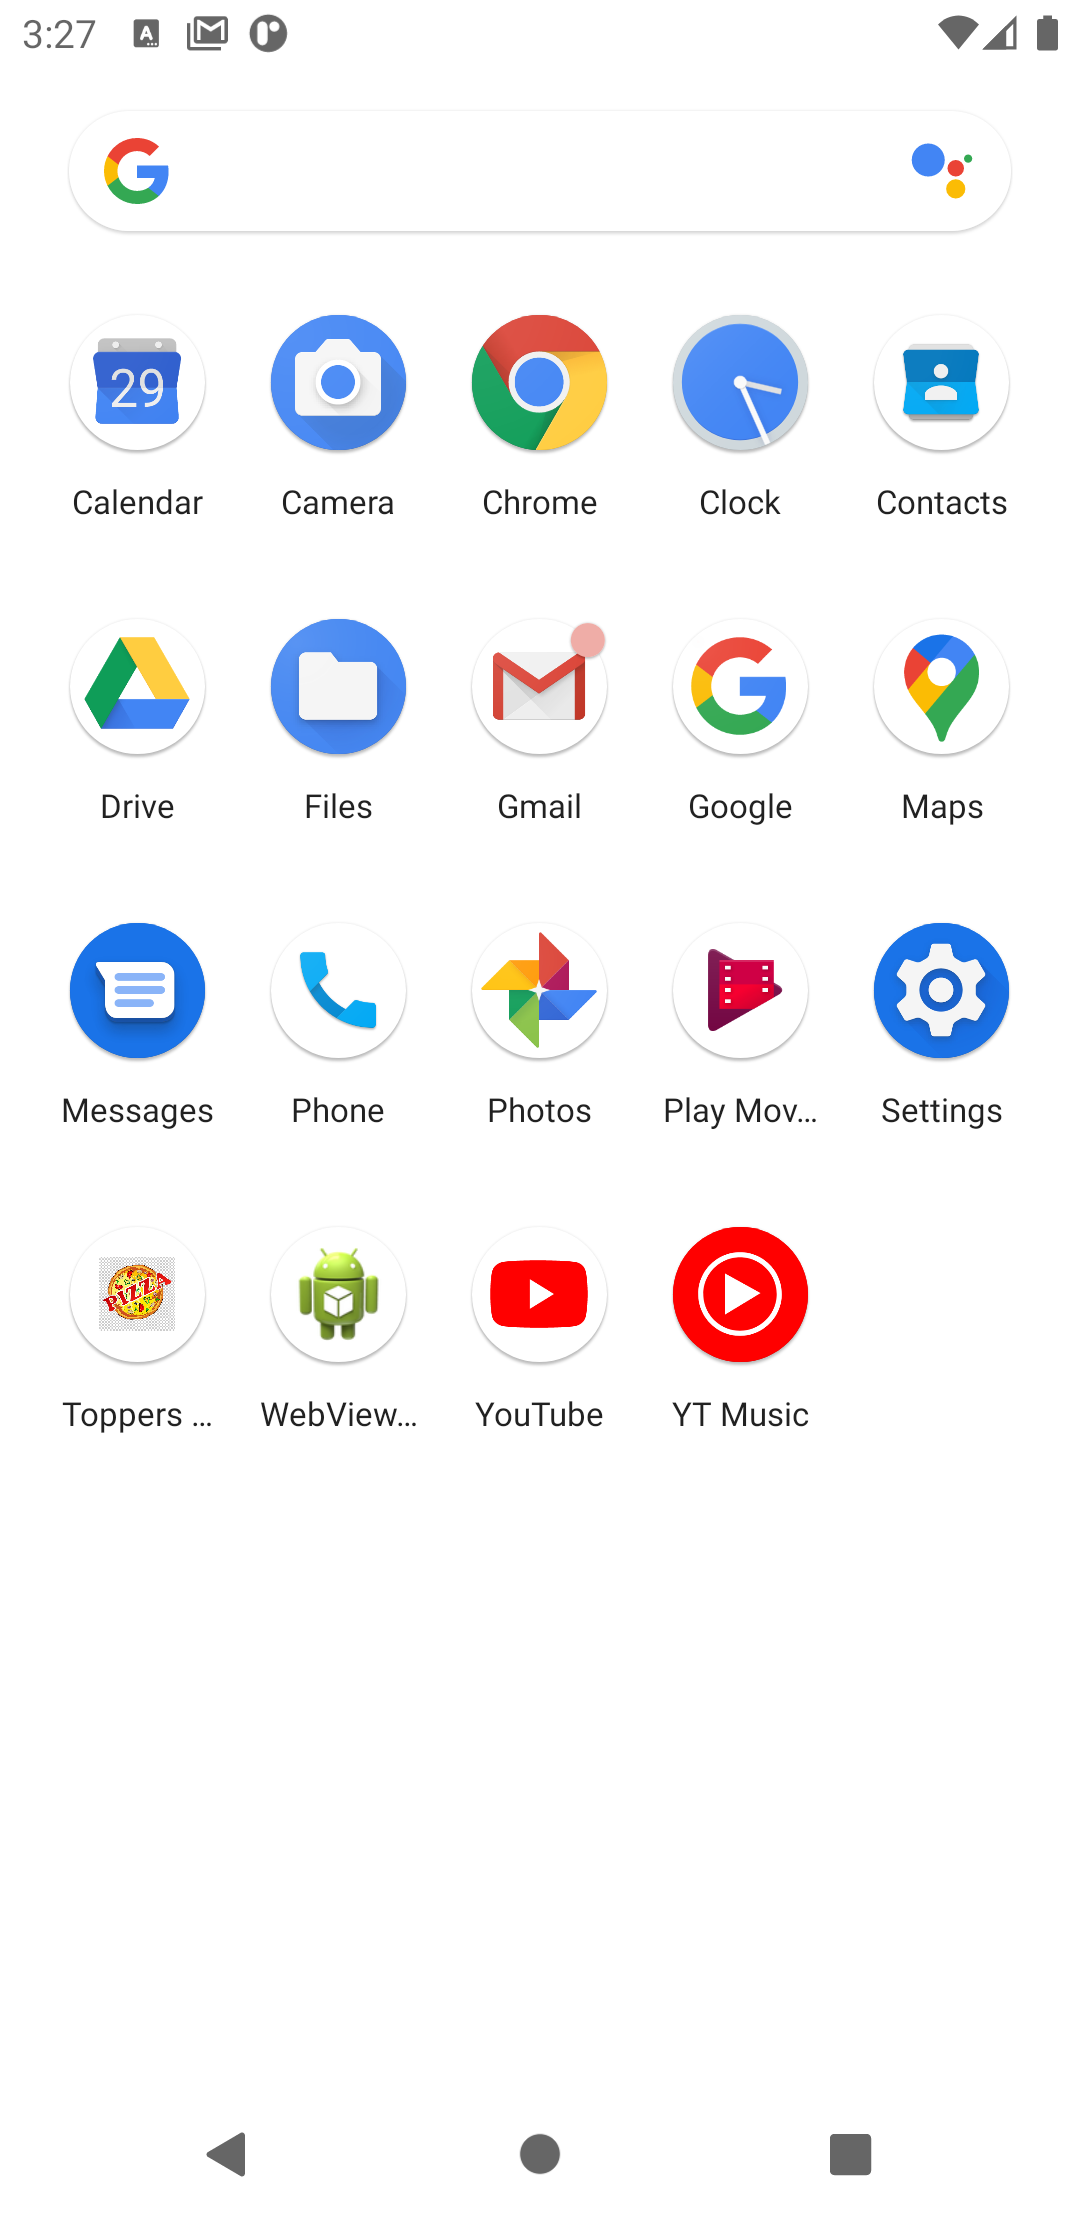 3:27
Calendar Camera Chrome Clock Contacts
29
Drive Files Gmail Google Maps
Messages Phone Photos Play Mov... Settings
PIZZA
Toppers ... WebView... YouTube YT Music